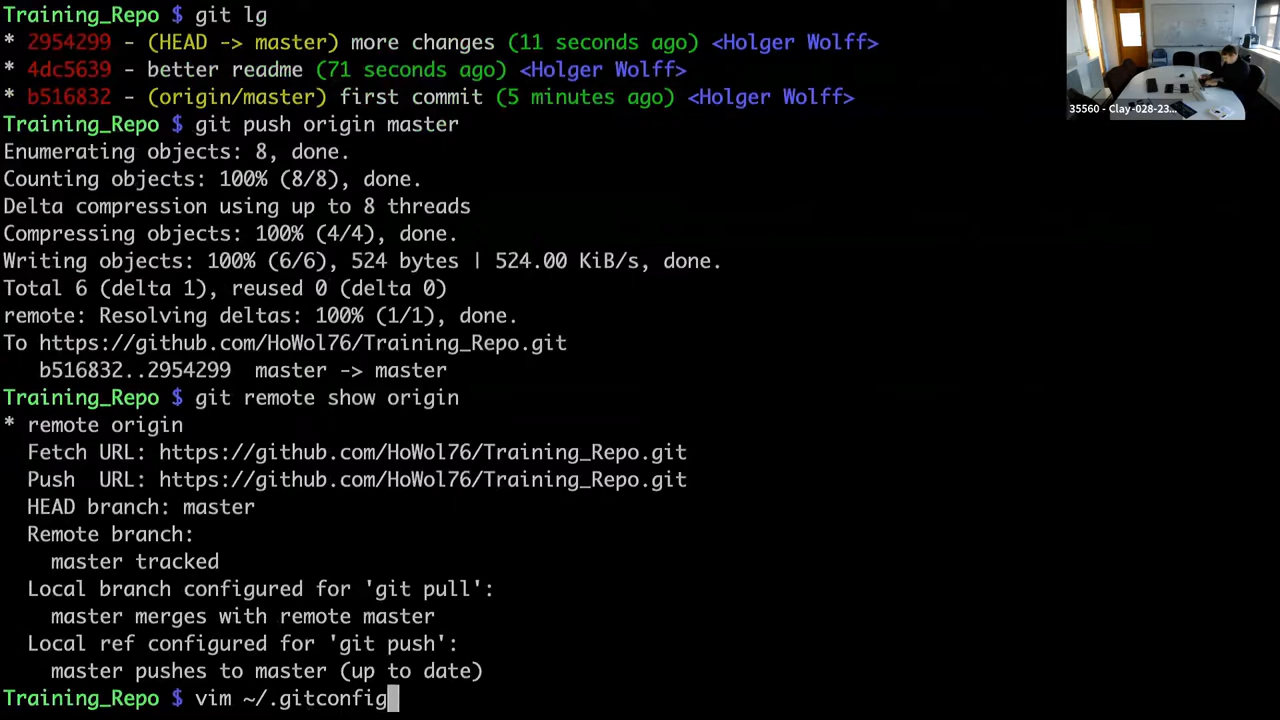 Training_Repo $ git lg
* 2954299 - (HEAD -> master) more changes (11 seconds ago) <Holger Wolff>
* 4dc5639 - better readme (71 seconds ago) <Holger Wolff>
* b516832 - (origin/master) first commit (5 minutes ago) <Holger Wolff>
Training_Repo $ git push origin master
Enumerating objects: 8, done.
Counting objects: 100% (8/8), done.
Delta compression using up to 8 threads
Compressing objects: 100% (4/4), done.
Writing objects: 100% (6/6), 524 bytes | 524.00 KiB/s, done.
Total 6 (delta 1), reused 0 (delta 0)
remote: Resolving deltas: 100% (1/1), done.
To https://github.com/HoWol76/Training_Repo.git
   b516832..2954299  master -> master
Training_Repo $ git remote show origin
* remote origin
  Fetch URL: https://github.com/HoWol76/Training_Repo.git
  Push  URL: https://github.com/HoWol76/Training_Repo.git
  HEAD branch: master
  Remote branch:
    master tracked
  Local branch configured for 'git pull':
    master merges with remote master
  Local ref configured for 'git push':
    master pushes to master (up to date)
Training_Repo $ vim ~/.gitconfig
35560 - Clay-028-23...